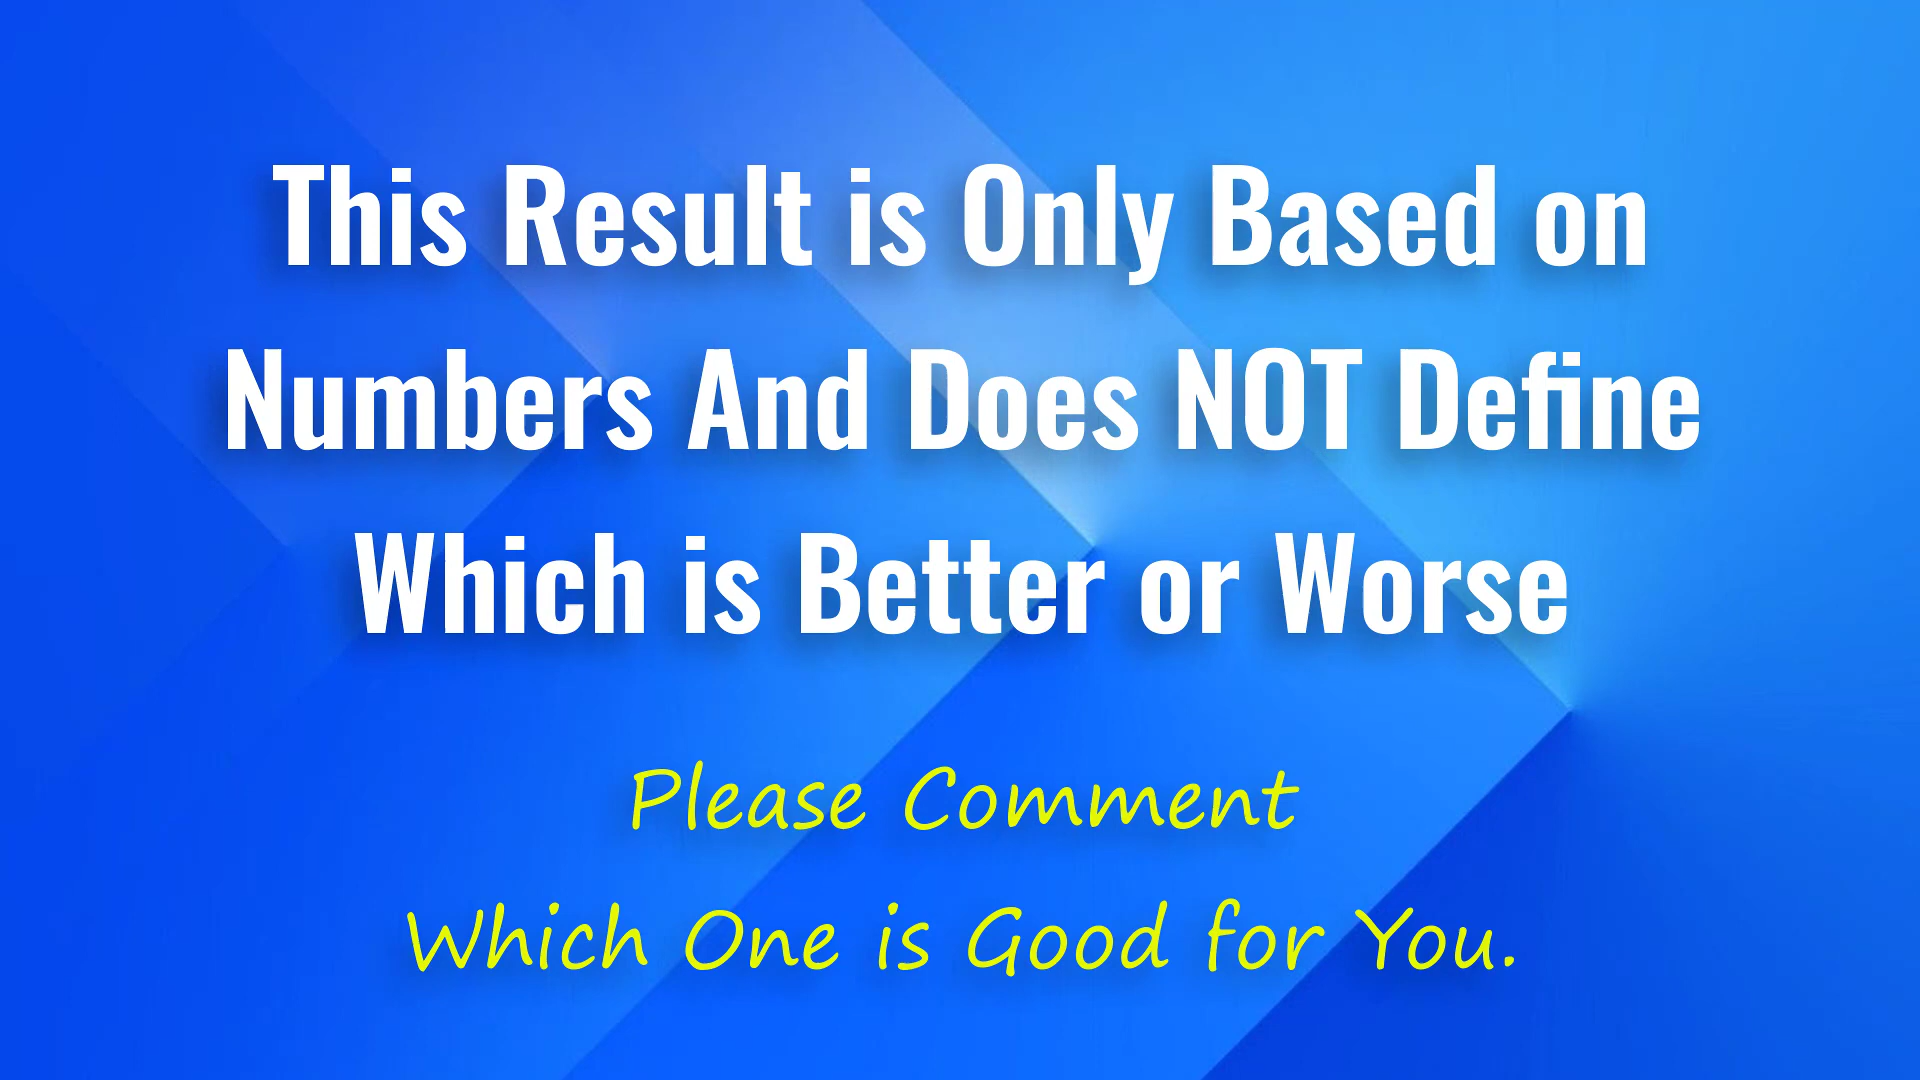 This Result is Only Based on
Numbers And Does NOT Define
Which is Better or Worse
Please Comment
Which One is Good for You.